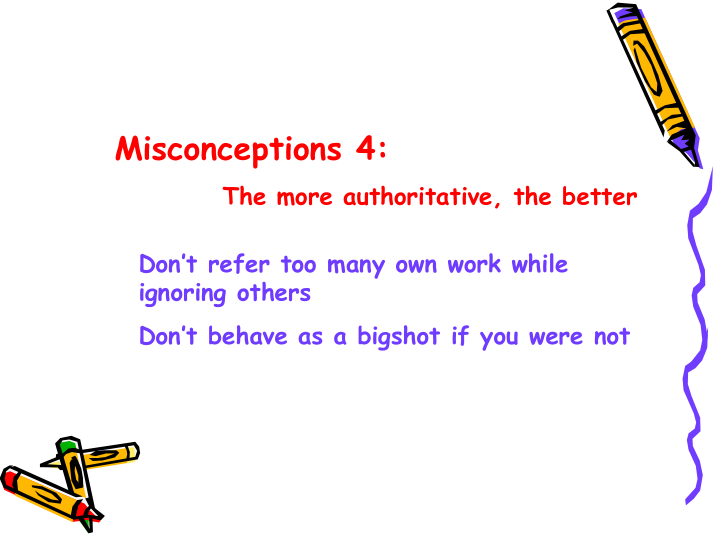 Misconceptions 4:
The more authoritative, the better
Don't refer too many own work while
ignoring others
Don't behave as a bigshot if you were not